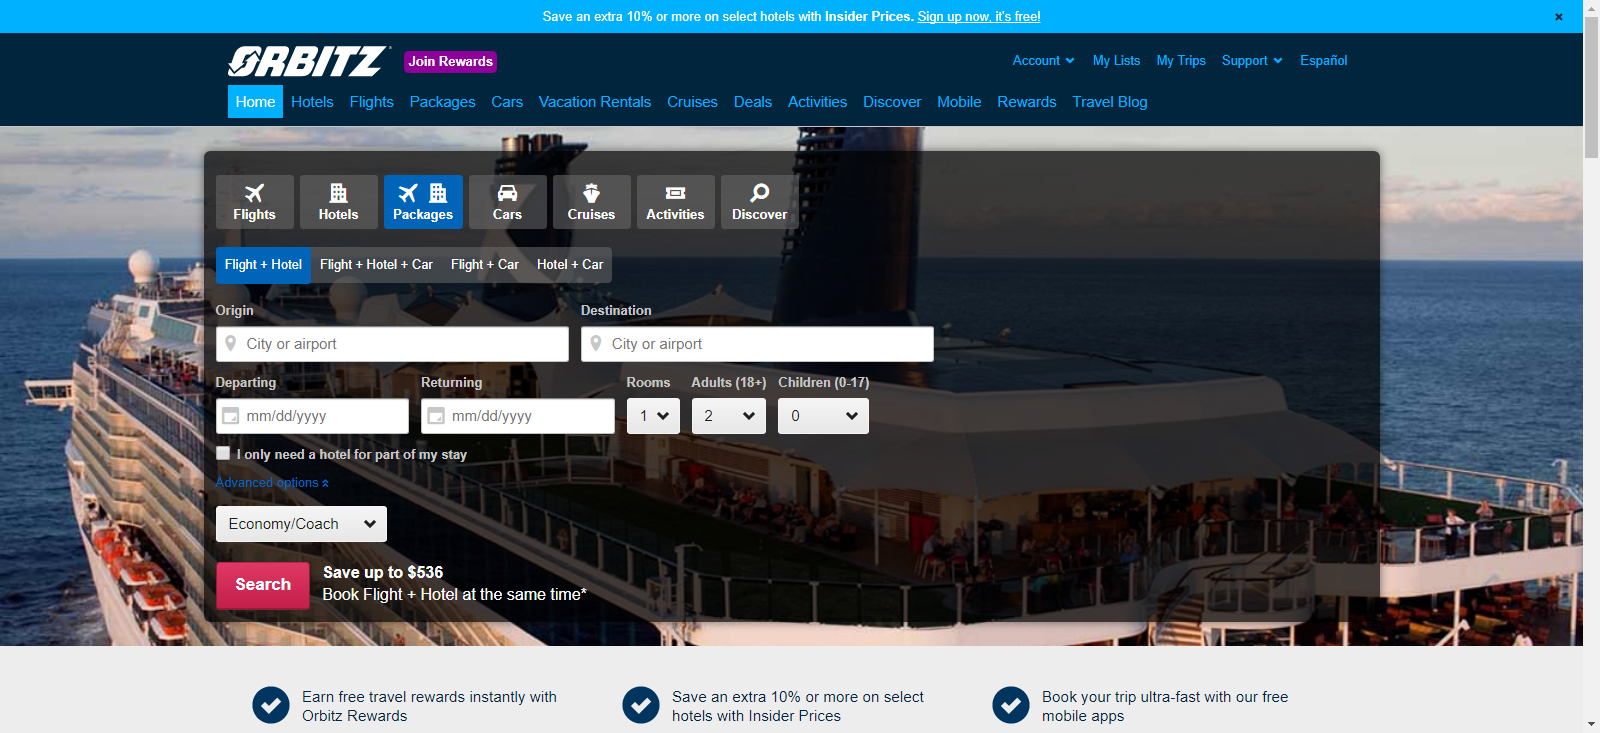 Save an extra 10% or more on select hotels with Insider Prices. Sign up now, it's free! ×
ORBITZ Join Rewards
Account My Lists My Trips Support Español
Home Hotels Flights Packages Cars Vacation Rentals Cruises Deals Activities Discover Mobile Rewards Travel Blog
Flights Hotels Packages Cars Cruises Activities Discover
Flight + Hotel Flight + Hotel + Car Flight + Car Hotel + Car
Origin Destination
City or airport City or airport
Departing Returning Rooms Adults (18+) Children (0-17)
mm/dd/yyyy mm/dd/yyyy 1 2 0
I only need a hotel for part of my stay
Advanced options
Economy/Coach
Search
Save up to $536
Book Flight + Hotel at the same time*
Earn free travel rewards instantly with
Orbitz Rewards
Save an extra 10% or more on select
hotels with Insider Prices
Book your trip ultra-fast with our free
mobile apps